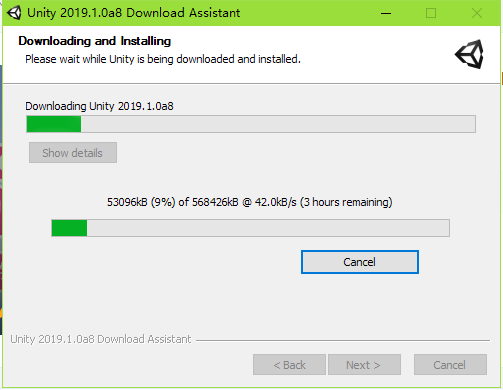 Unity 2019.1.0a8 Download Assistant
Downloading and Installing
Please wait while Unity is being downloaded and installed.
Downloading Unity 2019.1.0a8
Show details
53096kB (9%) of 568426kB @ 42.0kB/s (3 hours remaining)
Cancel
Unity 2019.1.0a8 Download Assistant
< Back Next > Cancel